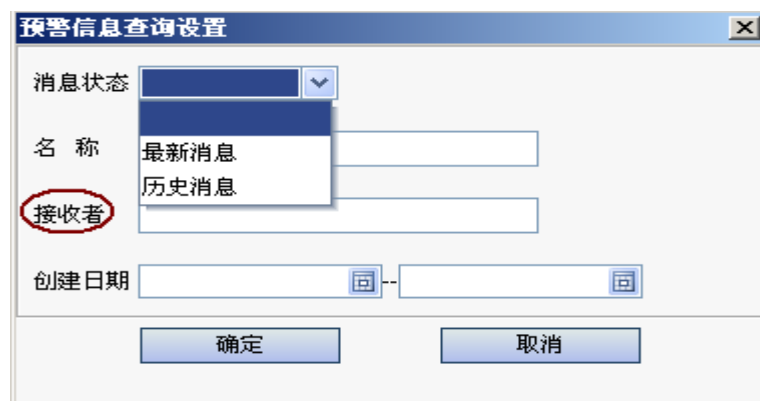 预警信息查询设置
消息状态
名 称
最新消息
历史消息
接收者
创建日期 --
确定 取消